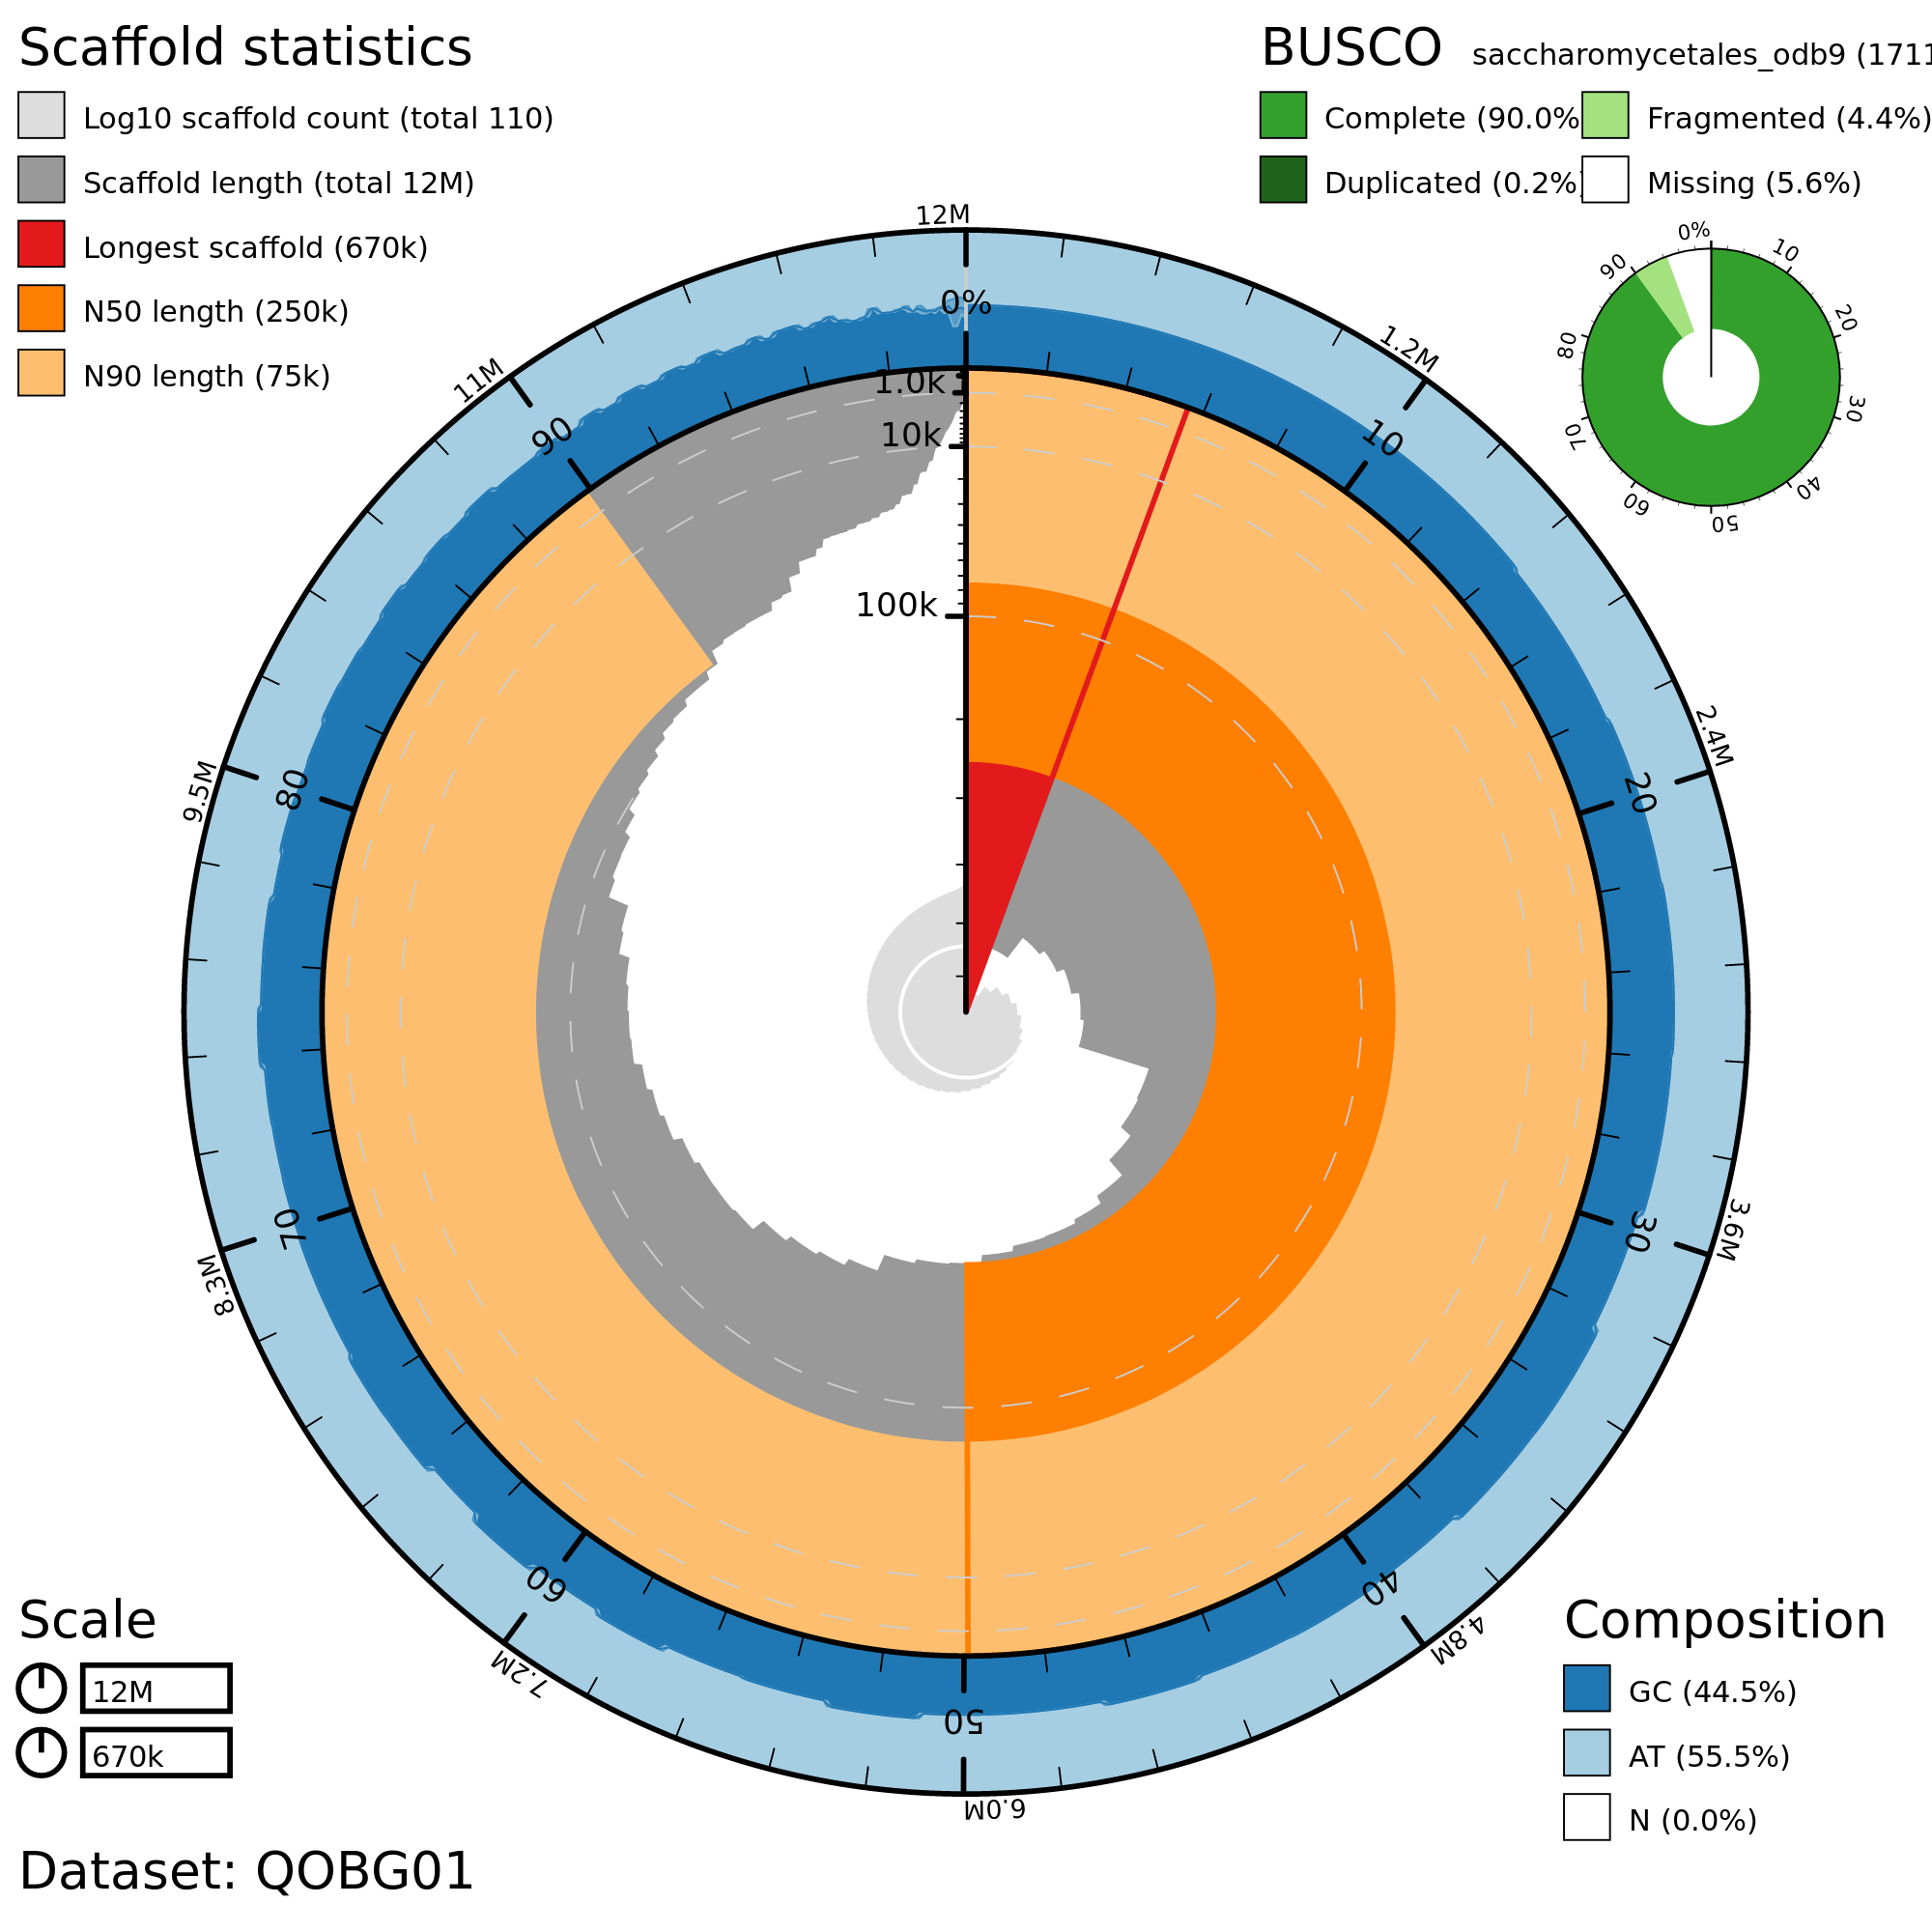 Scaffold statistics
Log10 scaffold count (total 110)
Scaffold length (total 12M)
Longest scaffold (670k)
N50 length (250k)
N90 length (75k)
BUSCO saccharomycetales_odb9 (1711
Complete (90.0%
Fragmented (4.4%)
Duplicated (0.2%)
Missing (5.6%)
0%
10
20
30
40
50
60
70
80
90
12M
1.2M
2.4M
3.6M
4.8M
6.0M
7.2M
8.3M
9.5M
11M
0%
10
20
30
40
50
60
70
80
90
1.0k
10k
100k
Scale
12M
670k
Composition
GC (44.5%)
AT (55.5%)
N (0.0%)
Dataset: QOBG01